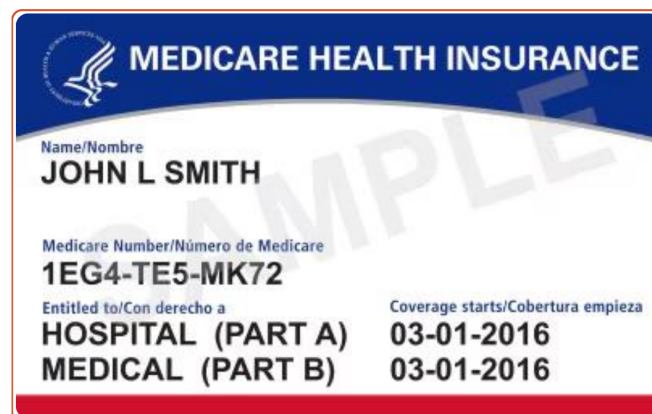 MEDICARE HEALTH INSURANCE
Name/Nombre
JOHN L SMITH
Medicare Number/Número de Medicare
1EG4-TE5-MK72
Entitled to/Con derecho a
Coverage starts/Cobertura empieza
HOSPITAL (PART A) 03-01-2016
MEDICAL (PART B) 03-01-2016
SAMPLE